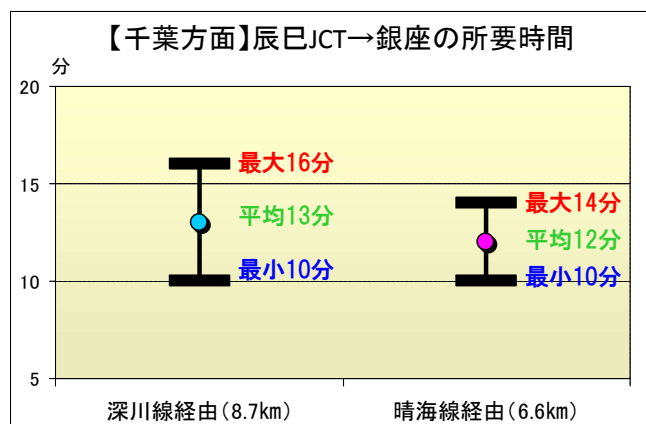 【千葉方面】辰巳JCT→銀座の所要時間
分
20
15
10
5
最大16分
平均13分
最小10分
最大14分
平均12分
最小10分
深川線経由（8.7km）
晴海線経由（6.6km）